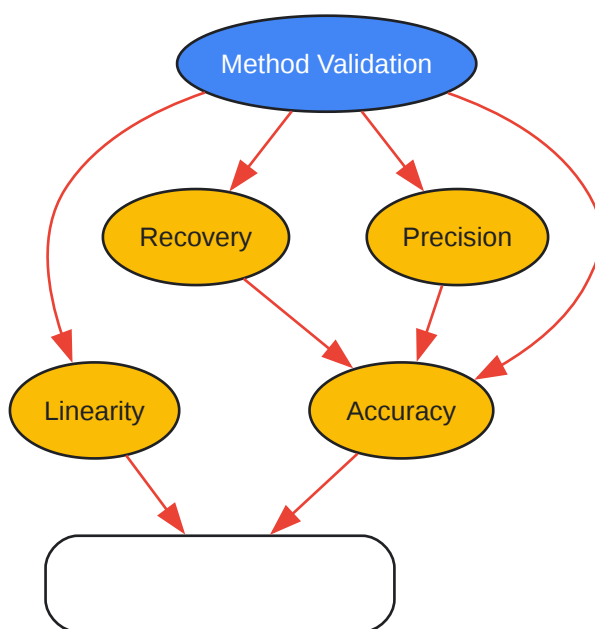 Method Validation
Recovery
Precision
Linearity
Accuracy